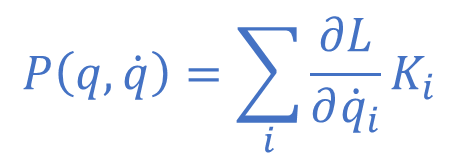 P(q, q̇) = ∑ᵢ ∂L/∂q̇ᵢ Kᵢ